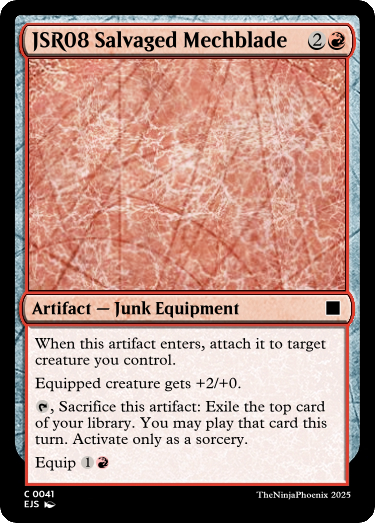 JSR08 Salvaged Mechblade 2
Artifact — Junk Equipment
When this artifact enters, attach it to target
creature you control.
Equipped creature gets +2/+0.
, Sacrifice this artifact: Exile the top card
of your library. You may play that card this
turn. Activate only as a sorcery.
Equip 1
C 0041
EJS
TheNinjaPhoenix 2025